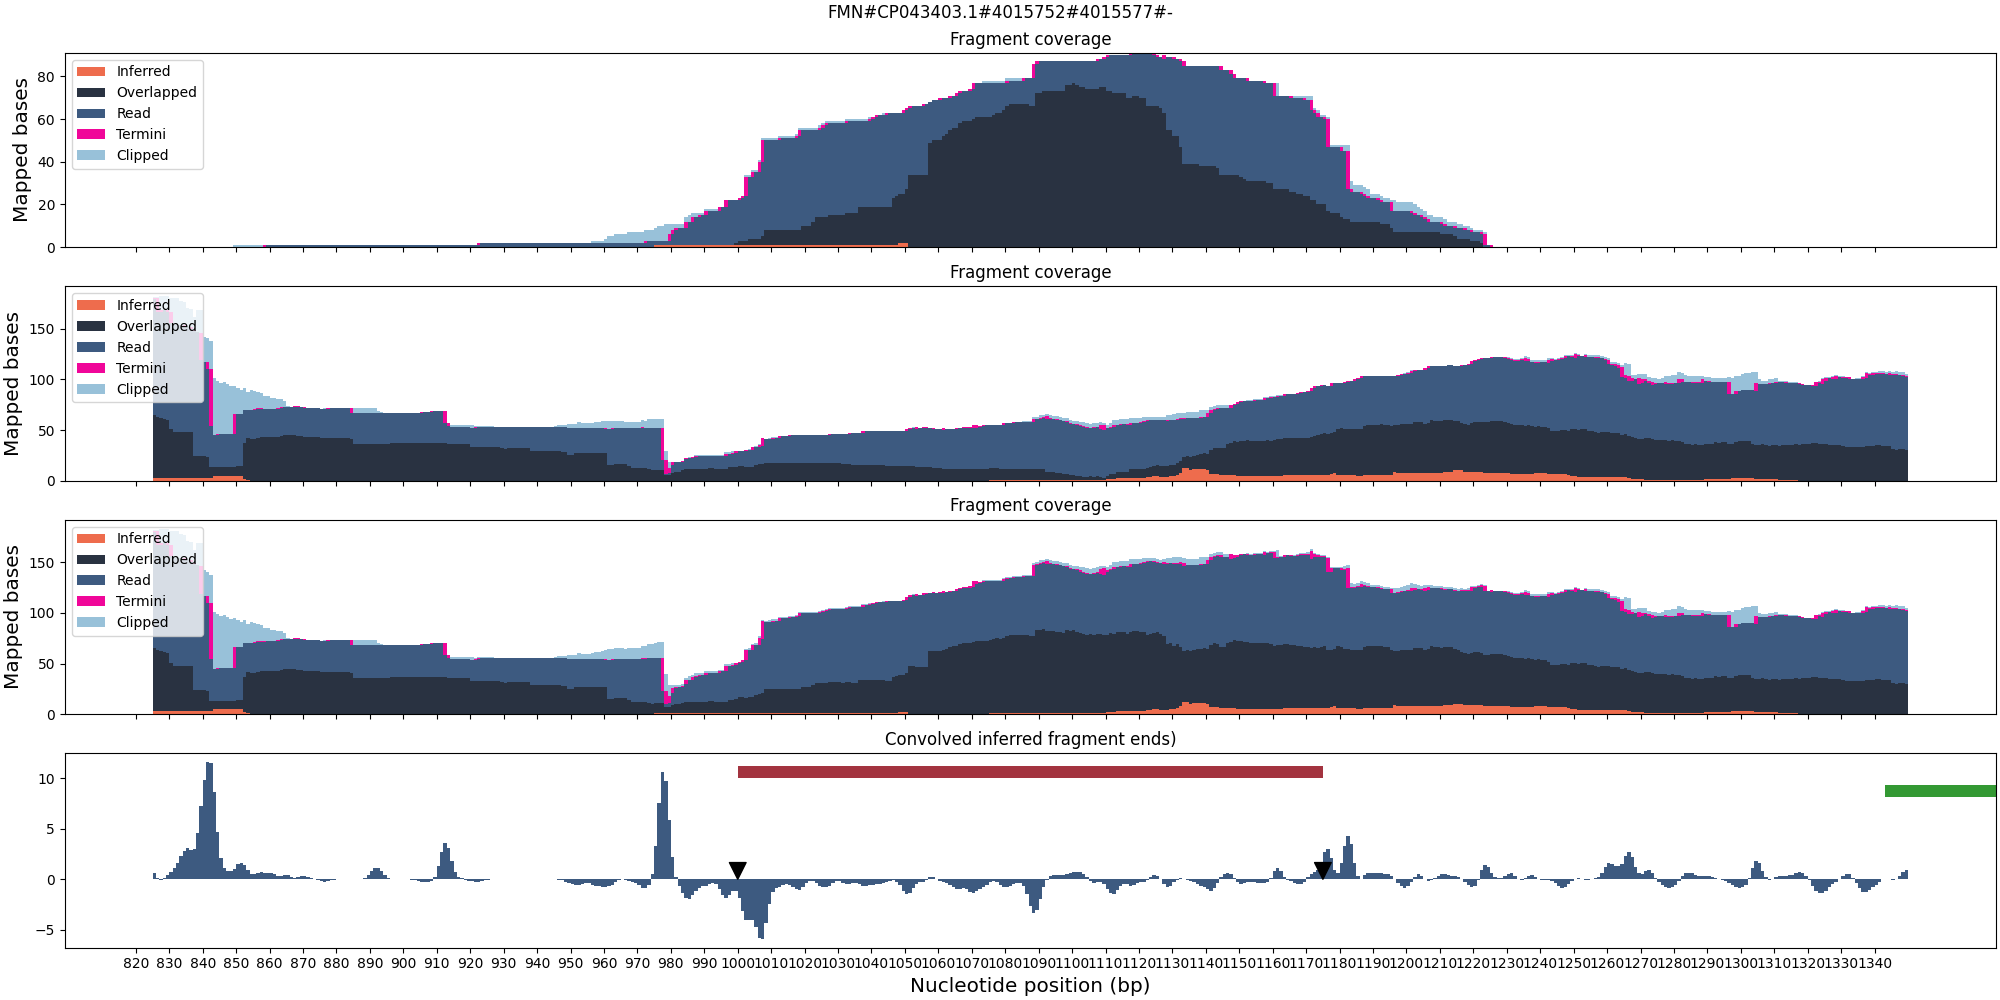 FMN#CP043403.1#4015752#4015577#-
Fragment coverage
Mapped bases
80
60
40
20
0
Inferred
Overlapped
Read
Termini
Clipped
Fragment coverage
Mapped bases
150
100
50
0
Inferred
Overlapped
Read
Termini
Clipped
Fragment coverage
Mapped bases
150
100
50
0
Inferred
Overlapped
Read
Termini
Clipped
Convolved inferred fragment ends)
10
5
0
−5
820 830 840 850 860 870 880 890 900 910 920 930 940 950 960 970 980 990 1000 1010 1020 1030 1040 1050 1060 1070 1080 1090 1100 1110 1120 1130 1140 1150 1160 1170 1180 1190 1200 1210 1220 1230 1240 1250 1260 1270 1280 1290 1300 1310 1320 1330 1340
Nucleotide position (bp)